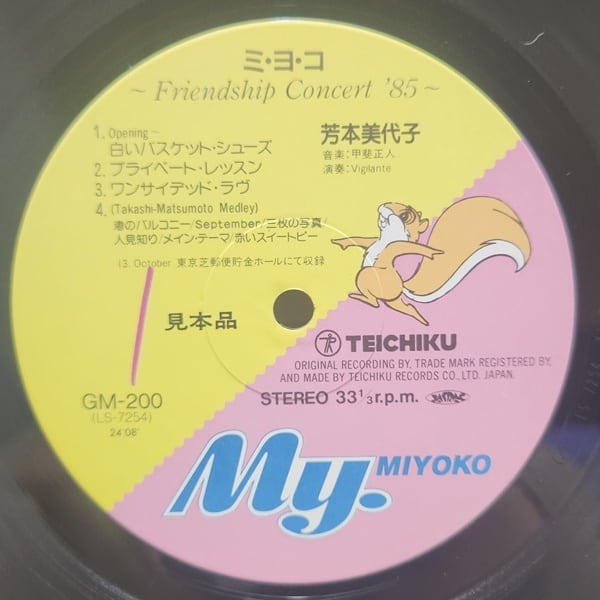 ミ・ヨ・コ
～Friendship Concert '85～
1. Opening～
白いバスケット・シューズ
2. プライベート・レッスン
3. ワンサイデッド・ラヴ
4. (Takashi-Matsumoto Medley)
渚のバルコニー/September/三枚の写真/
人見知り/メイン・テーマ/赤いスイートピー
(3. October 東京芝郵便貯金ホールにて収録
芳本美代子
音楽:甲斐正人
演奏:Vigilante
見本品
TEICHIKU
ORIGINAL RECORDING BY, TRADE MARK REGISTERED BY,
AND MADE BY TEICHIKU RECORDS CO., LTD. JAPAN.
GM-200
(LS-7254)
24'08"
STEREO 33 1/3 r.p.m.
My.
MIYOKO